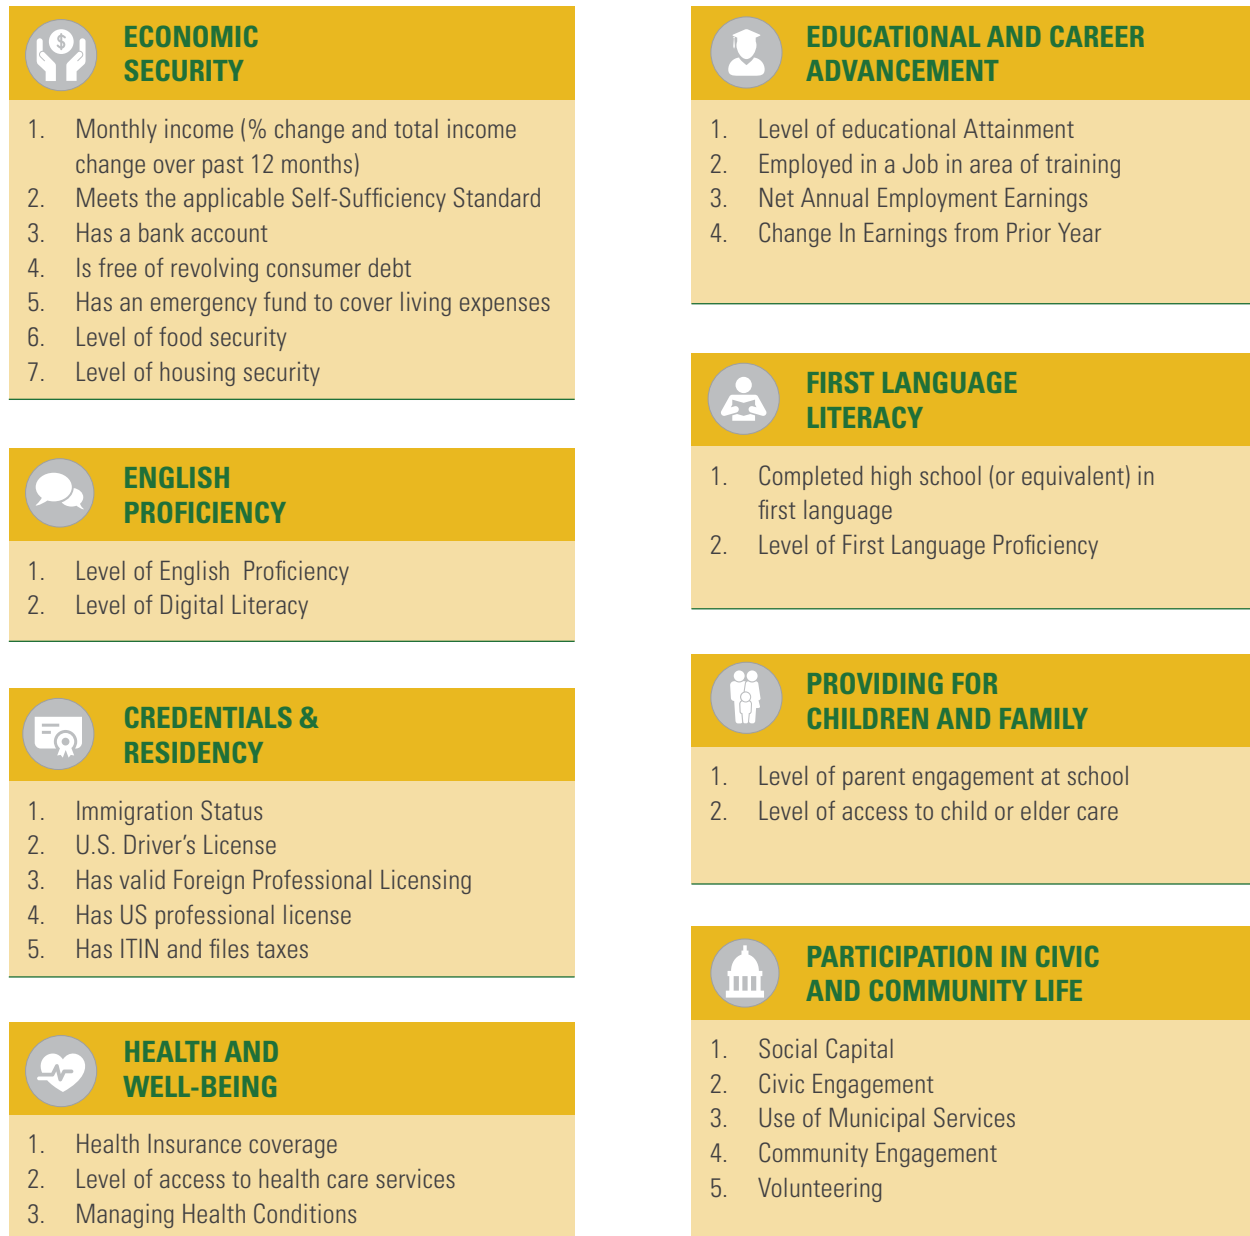 ECONOMIC
SECURITY
1. Monthly income (% change and total income
change over past 12 months)
2. Meets the applicable Self-Sufficiency Standard
3. Has a bank account
4. Is free of revolving consumer debt
5. Has an emergency fund to cover living expenses
6. Level of food security
7. Level of housing security
ENGLISH
PROFICIENCY
1. Level of English Proficiency
2. Level of Digital Literacy
CREDENTIALS &
RESIDENCY
1. Immigration Status
2. U.S. Driver's License
3. Has valid Foreign Professional Licensing
4. Has US professional license
5. Has ITIN and files taxes
HEALTH AND
WELL-BEING
1. Health Insurance coverage
2. Level of access to health care services
3. Managing Health Conditions
EDUCATIONAL AND CAREER
ADVANCEMENT
1. Level of educational Attainment
2. Employed in a Job in area of training
3. Net Annual Employment Earnings
4. Change In Earnings from Prior Year
FIRST LANGUAGE
LITERACY
1. Completed high school (or equivalent) in
first language
2. Level of First Language Proficiency
PROVIDING FOR
CHILDREN AND FAMILY
1. Level of parent engagement at school
2. Level of access to child or elder care
PARTICIPATION IN CIVIC
AND COMMUNITY LIFE
1. Social Capital
2. Civic Engagement
3. Use of Municipal Services
4. Community Engagement
5. Volunteering